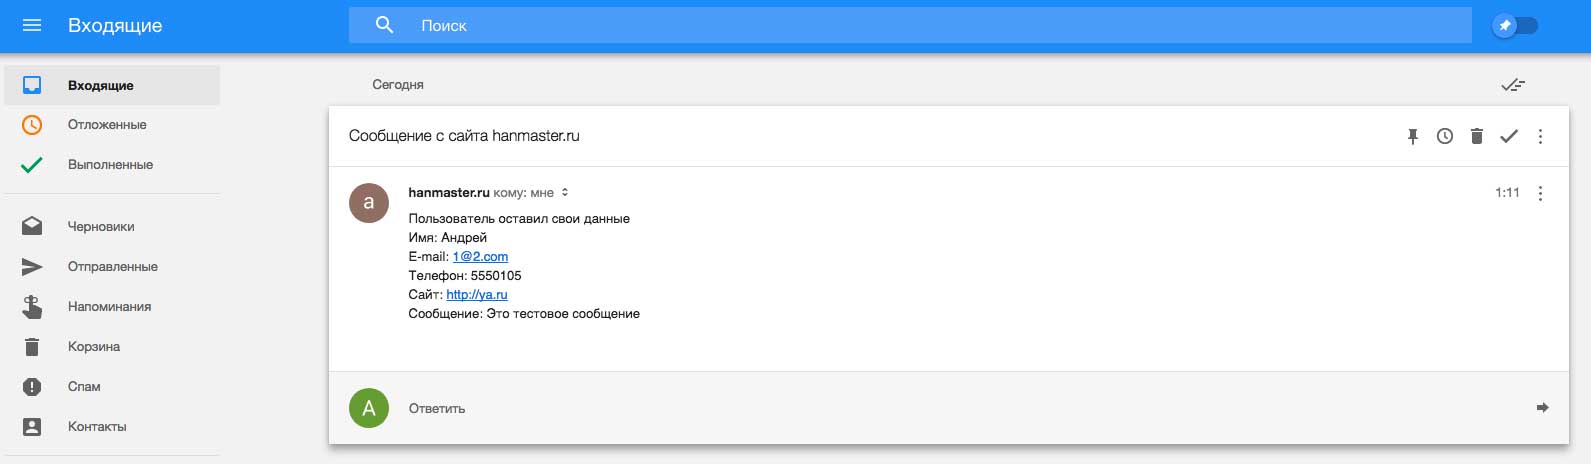 Входящие
Поиск
Входящие
Отложенные
Выполненные
Черновики
Отправленные
Напоминания
Корзина
Спам
Контакты
Сегодня
Сообщение с сайта hanmaster.ru
a
hanmaster.ru кому: мне
1:11
Пользователь оставил свои данные
Имя: Андрей
E-mail: 1@2.com
Телефон: 5550105
Сайт: http://ya.ru
Сообщение: Это тестовое сообщение
A
Ответить